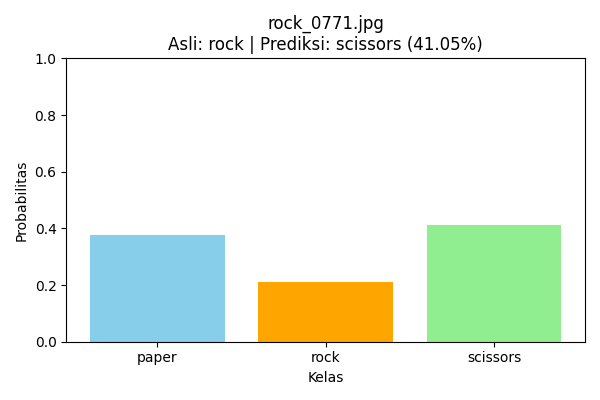 rock_0771.jpg
Asli: rock | Prediksi: scissors (41.05%)
1.0
0.8
0.6
0.4
0.2
0.0
Probabilitas
paper
rock
scissors
Kelas